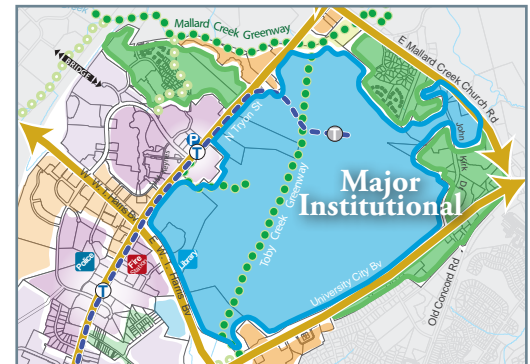 Mallard Creek Greenway
E Mallard Creek Church Rd
BRIDGE
N Tryon St
P
T
T
John
Kirk Dr
Major
Institutional
Toby Creek Greenway
W W T Harris Bv
E W T Harris Bv
Library
Police
Fire
Station
T
University City Bv
Old Concord Rd